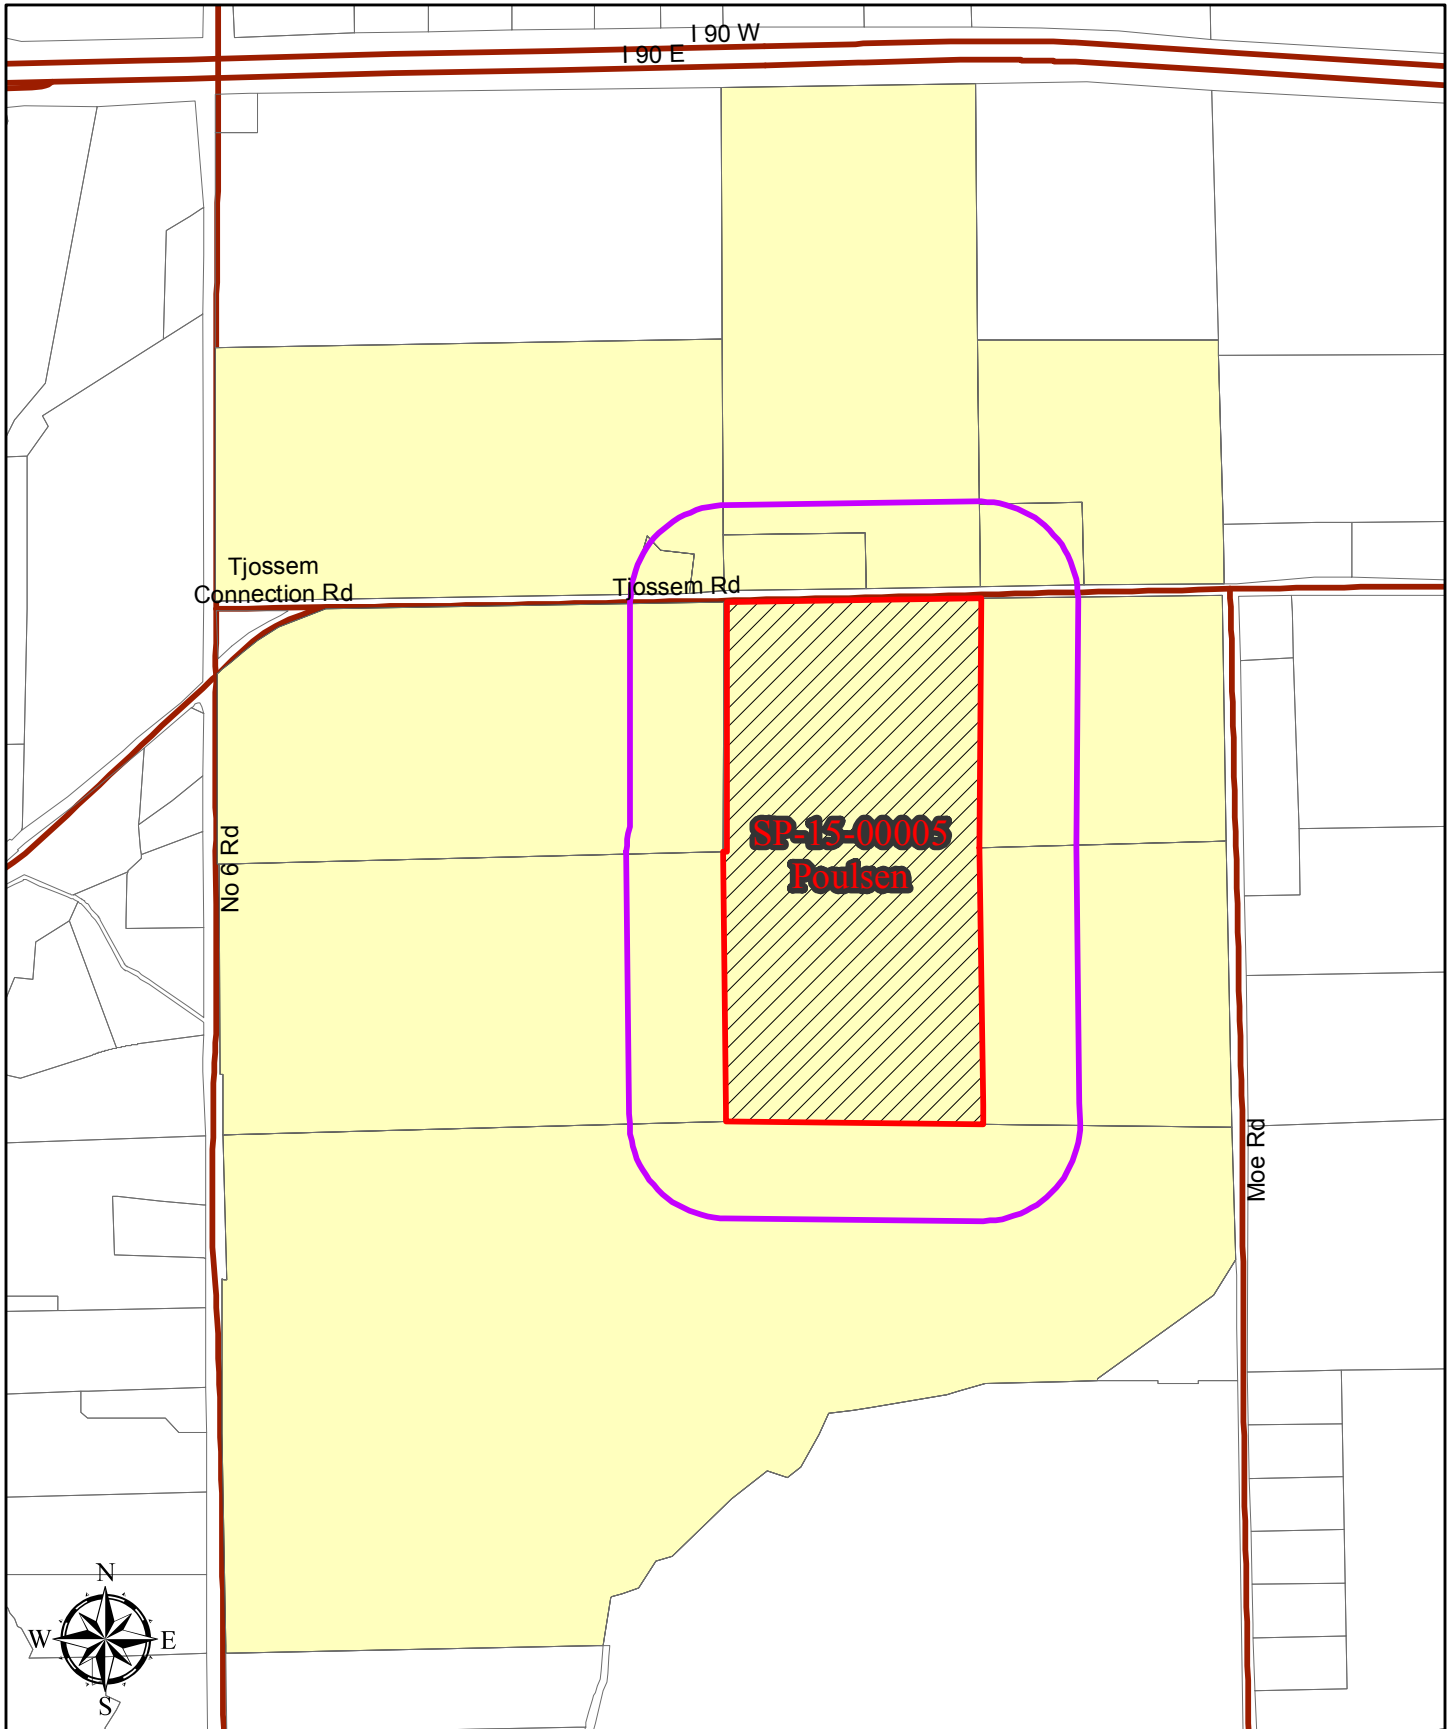 I 90 W
I 90 E
Tjossem
Connection Rd
Tjossem Rd
SP-15-00005
Poulsen
No 6 Rd
Moe Rd
N
W
E
S